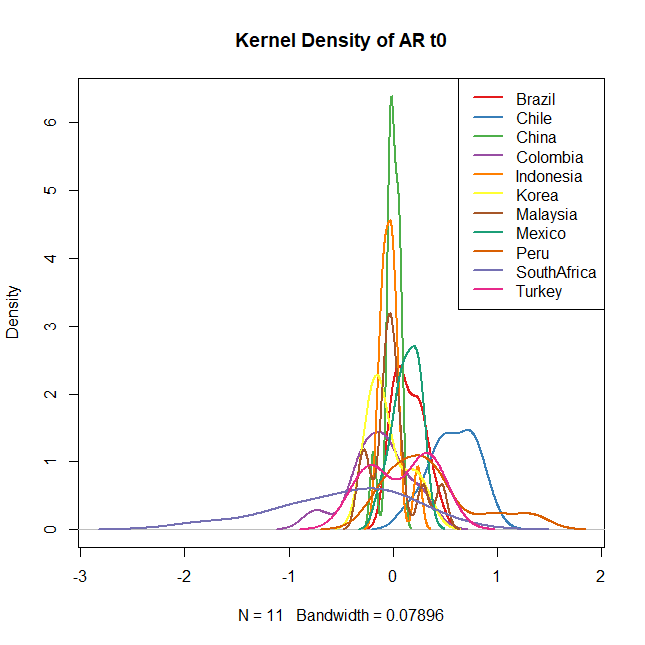 Kernel Density of AR t0
Density
0
1
2
3
4
5
6
-3
-2
-1
0
1
2
N = 11 Bandwidth = 0.07896
Brazil
Chile
China
Colombia
Indonesia
Korea
Malaysia
Mexico
Peru
SouthAfrica
Turkey